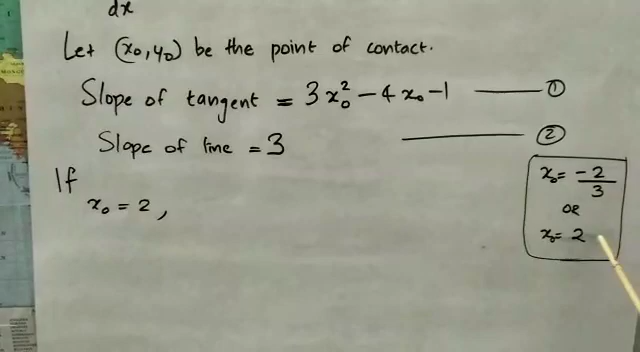 dx
Let (x₀,y₀) be the point of contact.
Slope of tangent = 3x₀² - 4x₀ - 1 —— ①
Slope of line = 3 —— ②
If
x₀ = 2,
x₀ = -2/3
OR
x₀ = 2